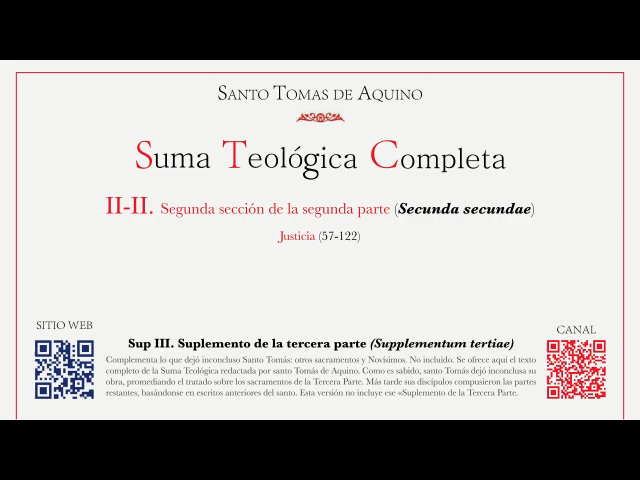 SANTO TOMAS DE AQUINO
Suma Teológica Completa
II-II. Segunda sección de la segunda parte (Secunda secundae)
Justicia (57-122)
SITIO WEB
CANAL
Sup III. Suplemento de la tercera parte (Supplementum tertiae)
Complementa lo que dejó inconcluso Santo Tomás: otros sacramentos y Novísimos. No incluido. Se ofrece aquí el texto
completo de la Suma Teológica redactada por santo Tomás de Aquino. Como es sabido, santo Tomás dejó inconclusa su
obra, promediando el tratado sobre los sacramentos de la Tercera Parte. Más tarde sus discípulos compusieron las partes
restantes, basándonse en escritos anteriores del santo. Esta versión no incluye ese «Suplemento de la Tercera Parte.